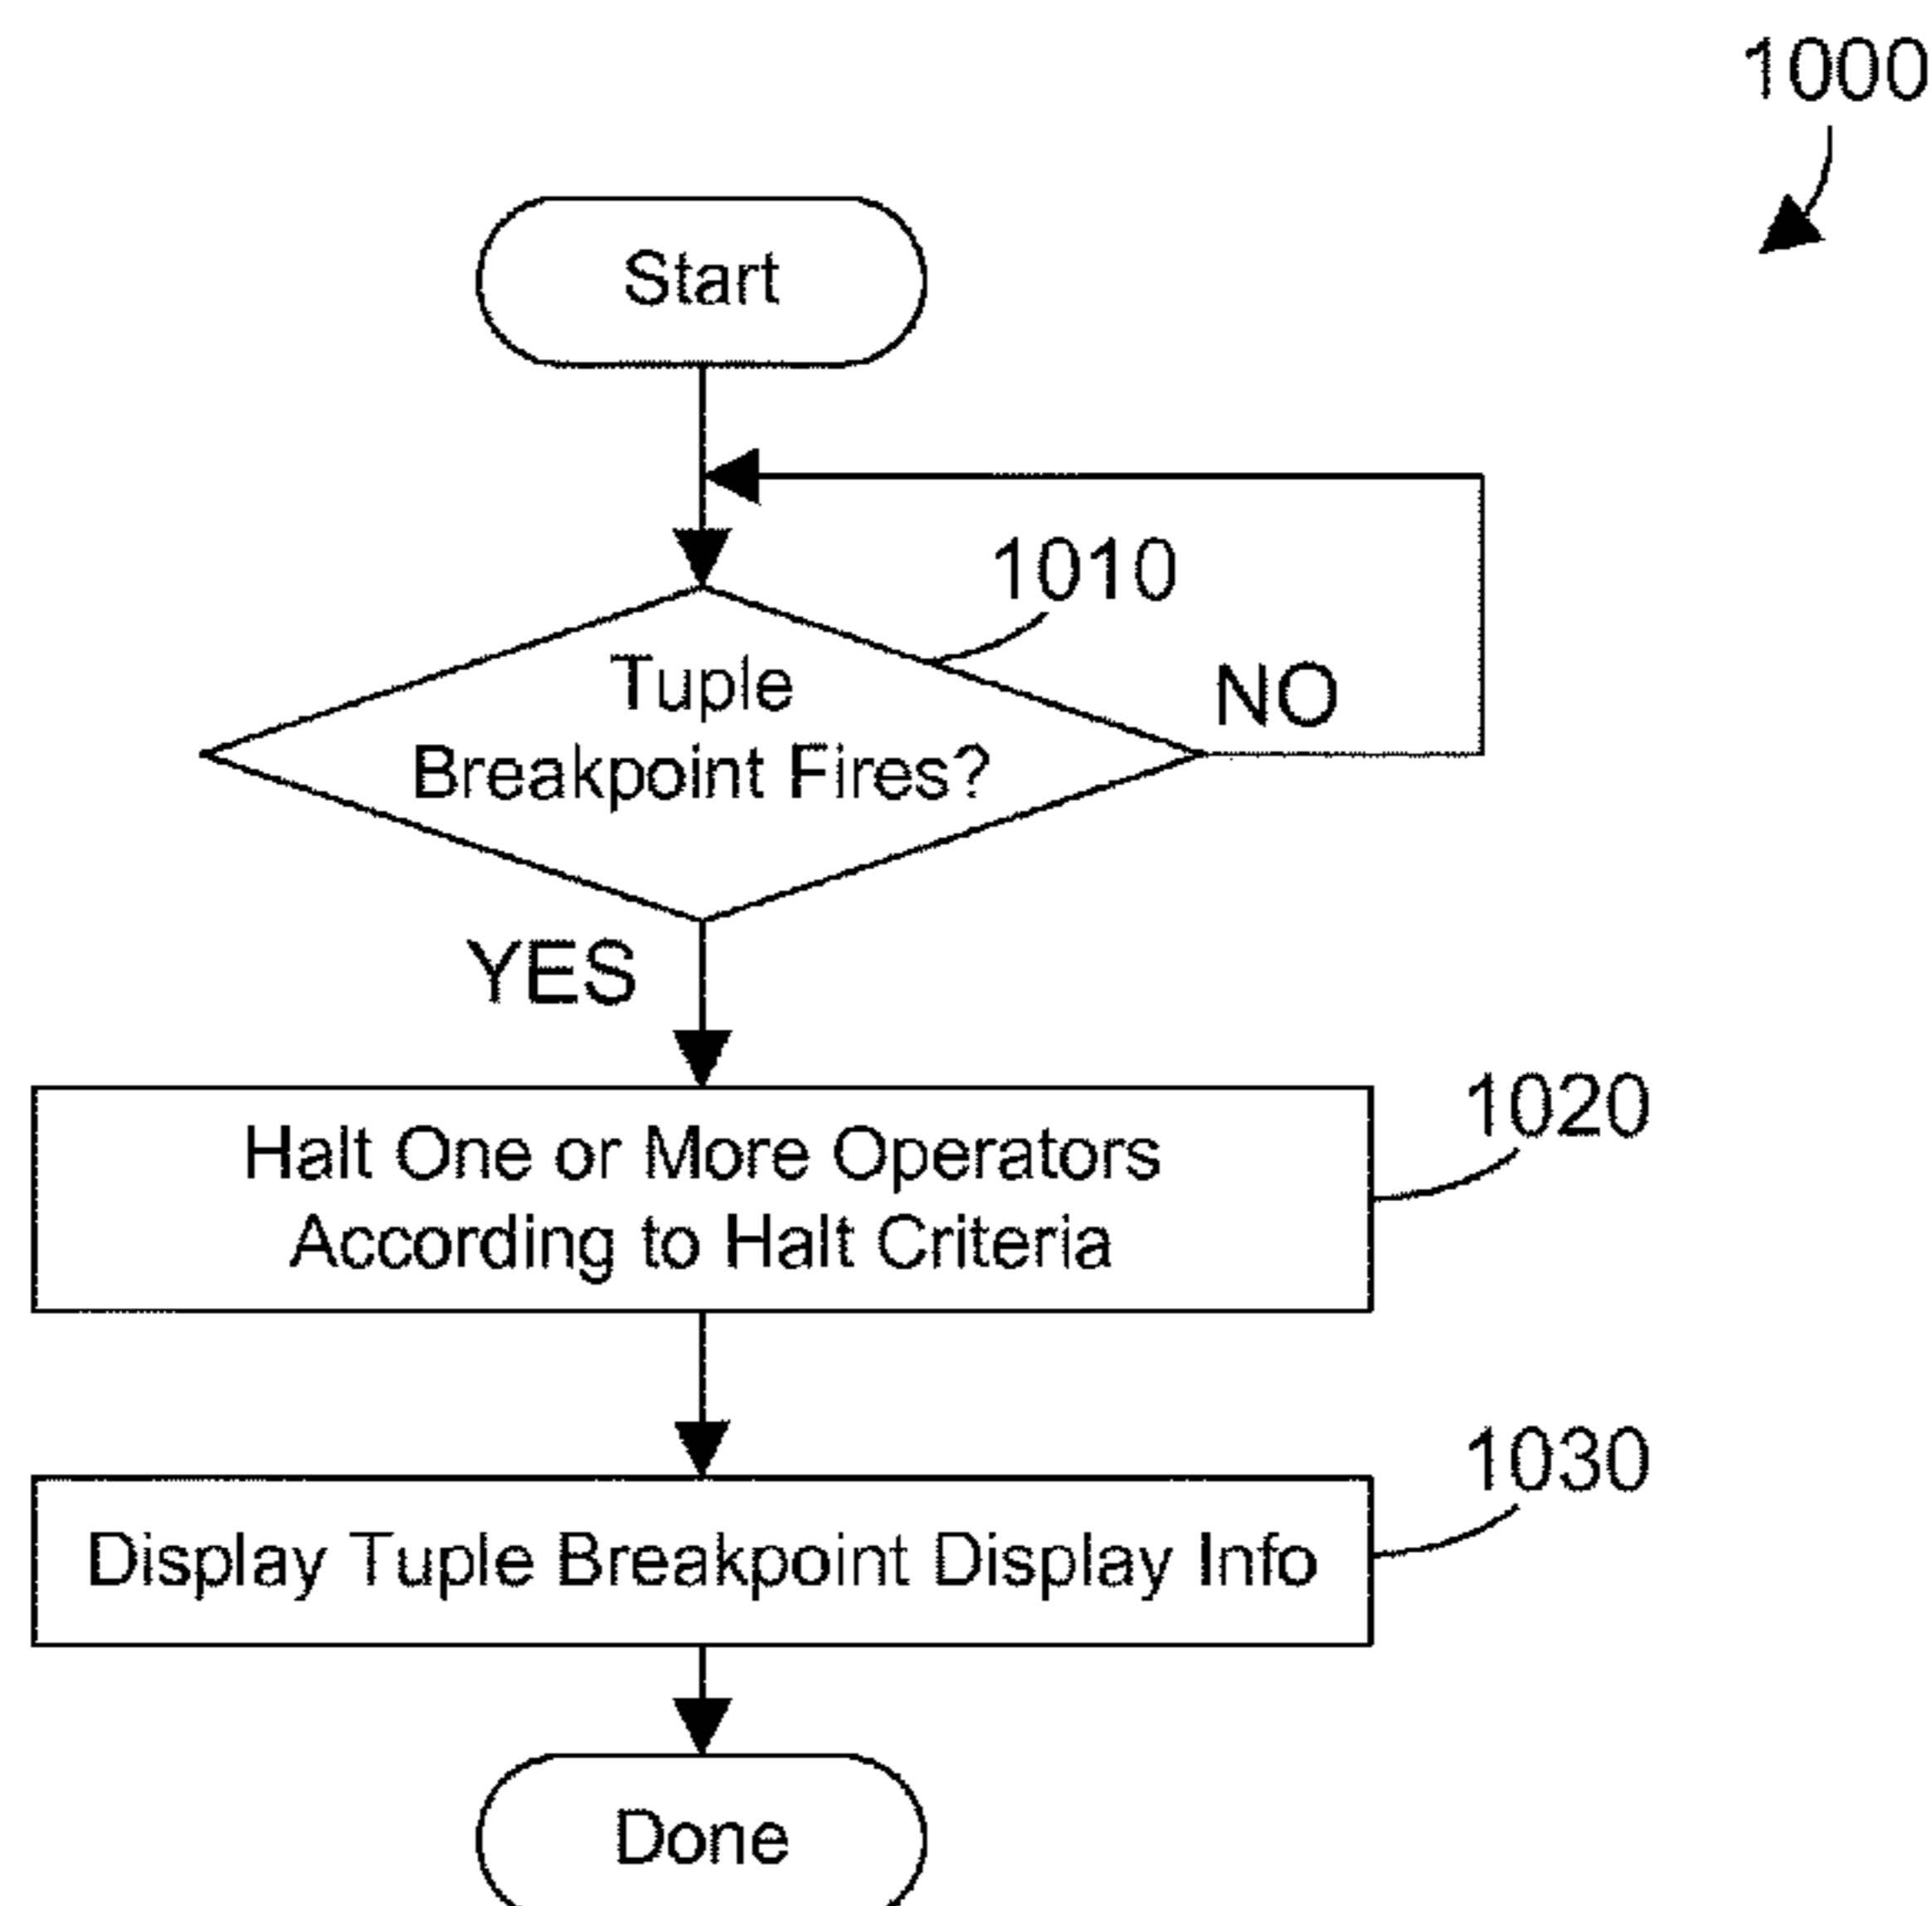 1000
Start
1010
Tuple
Breakpoint Fires?
NO
YES
1020
Halt One or More Operators
According to Halt Criteria
1030
Display Tuple Breakpoint Display Info
Done